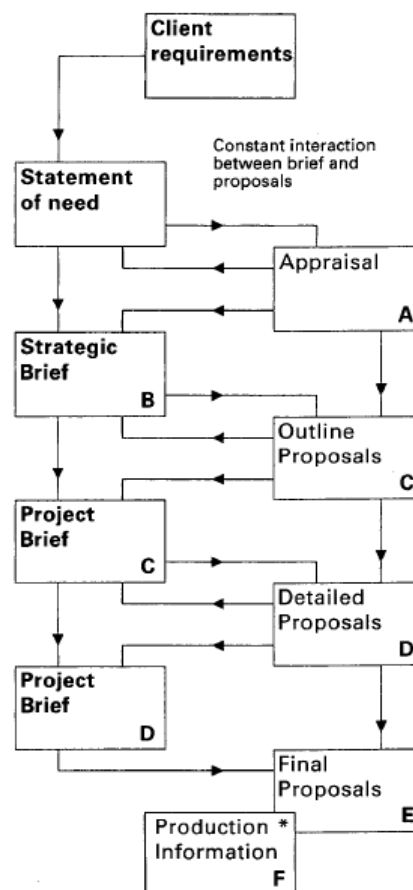 Client
requirements
Constant interaction
between brief and
proposals
Statement
of need
Appraisal
A
Strategic
Brief
B
Outline
Proposals
C
Project
Brief
C
Detailed
Proposals
D
Project
Brief
D
Final
Proposals
E
Production *
Information
F